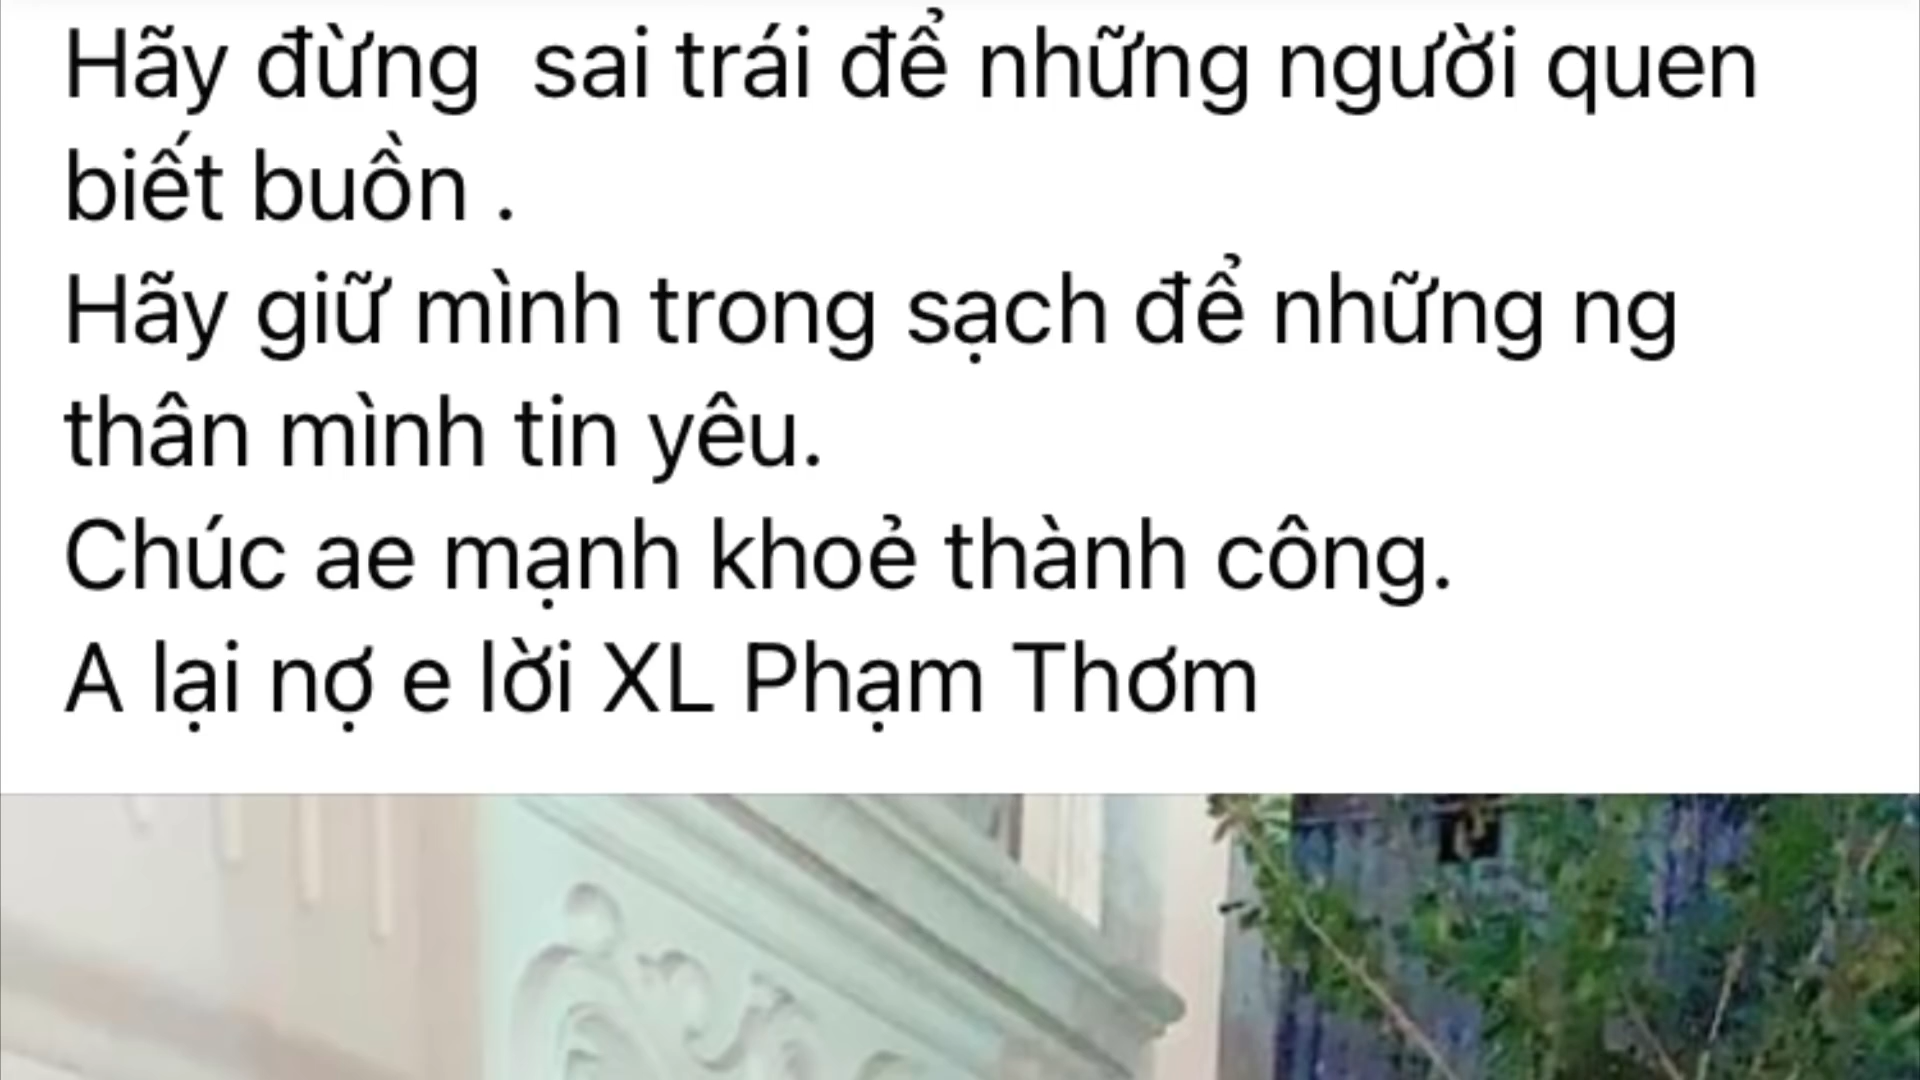 Hãy đừng  sai trái để những người quen
biết buồn .
Hãy giữ mình trong sạch để những ng
thân mình tin yêu.
Chúc ae mạnh khoẻ thành công.
A lại nợ e lời XL Phạm Thơm